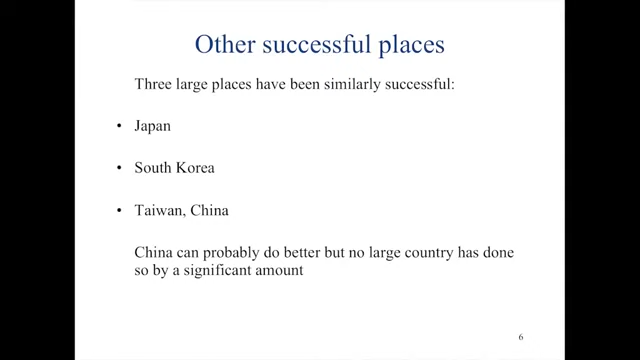 Other successful places
Three large places have been similarly successful:
• Japan
• South Korea
• Taiwan, China
China can probably do better but no large country has done
so by a significant amount
6